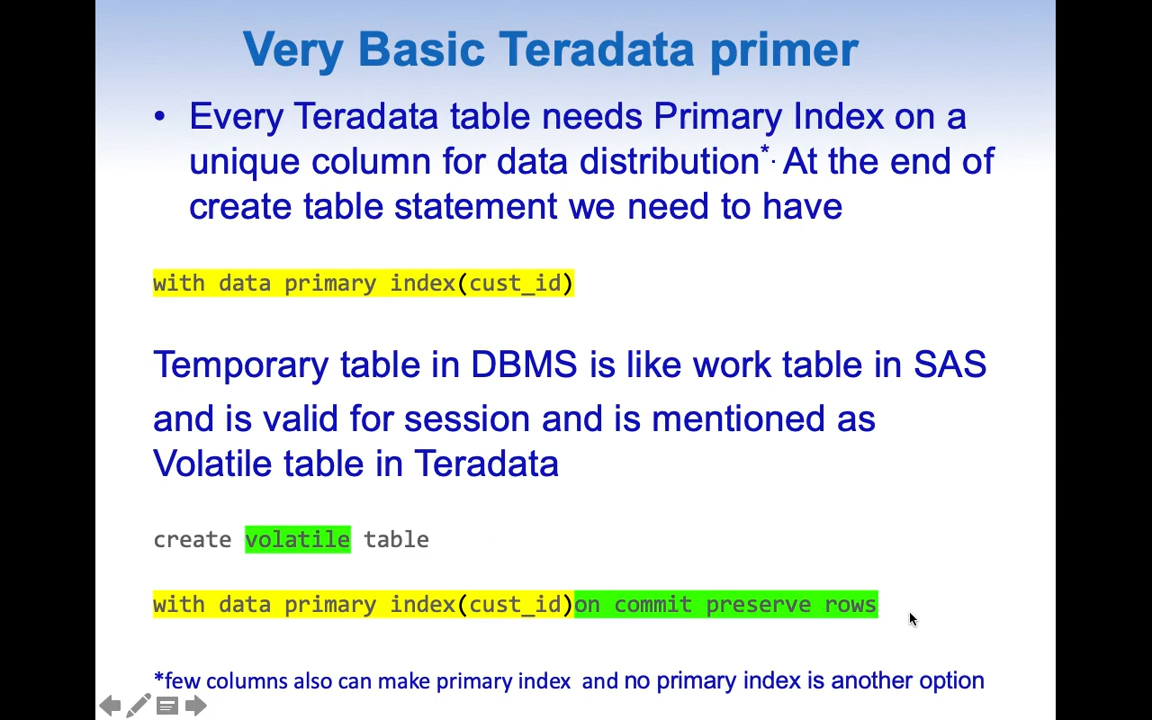 Very Basic Teradata primer
• Every Teradata table needs Primary Index on a
unique column for data distribution*. At the end of
create table statement we need to have
with data primary index(cust_id)
Temporary table in DBMS is like work table in SAS
and is valid for session and is mentioned as
Volatile table in Teradata
create volatile table
with data primary index(cust_id)on commit preserve rows
*few columns also can make primary index and no primary index is another option